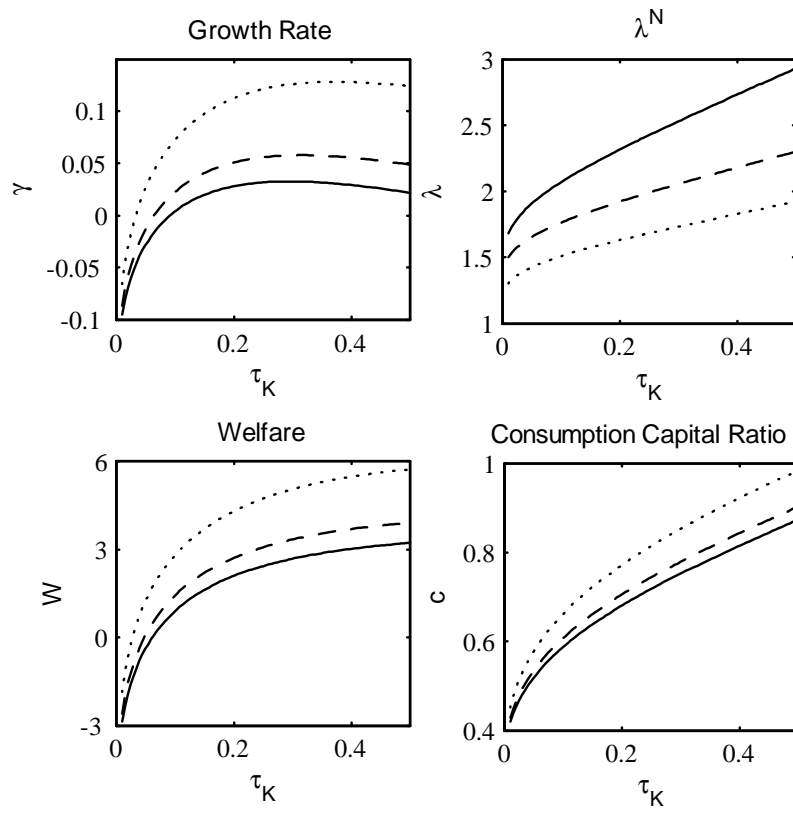 Growth Rate
0.1
0.05
0
-0.05
-0.1
γ
0 0.2 0.4
τ_K
λ^N
3
2.5
2
1.5
1
λ
0 0.2 0.4
τ_K
Welfare
6
3
0
-3
W
0 0.2 0.4
τ_K
Consumption Capital Ratio
1
0.8
0.6
0.4
c
0 0.2 0.4
τ_K